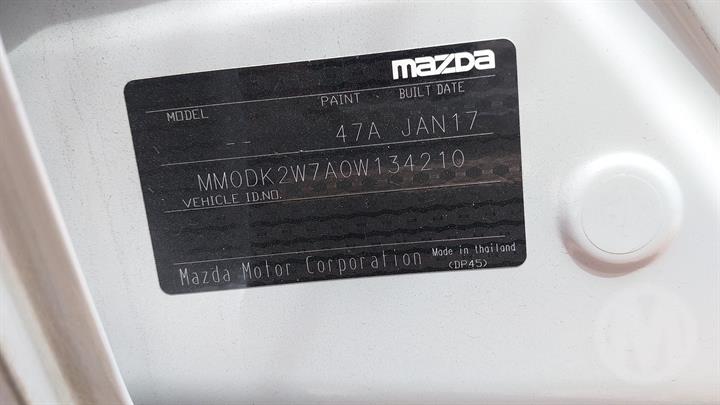 mazda
MODEL PAINT BUILT DATE
-- 47A JAN17
MM0DK2W7A0W134210
VEHICLE ID.NO.
Mazda Motor Corporation Made in thailand
(DP45)
M